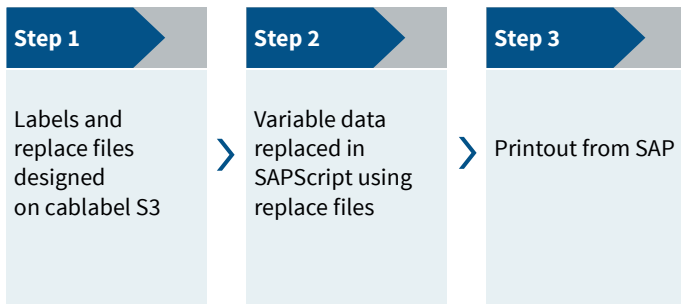 Step 1
Labels and
replace files
designed
on cablabel S3
Step 2
Variable data
replaced in
SAPScript using
replace files
Step 3
Printout from SAP